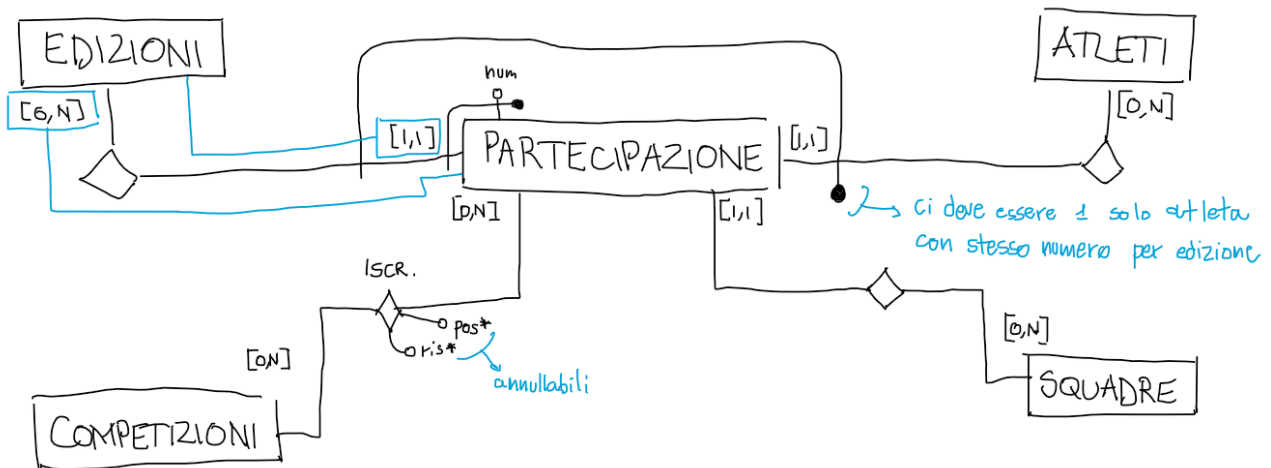 EDIZIONI
ATLETI
num
[0,N]
[0,N]
[1,1]
PARTECIPAZIONE
[1,1]
[0,N]
[1,1]
ci deve essere 1 solo atleta
con stesso numero per edizione
ISCR.
pos*
ris*
annullabili
[0,N]
[0,N]
SQUADRE
COMPETIZIONI